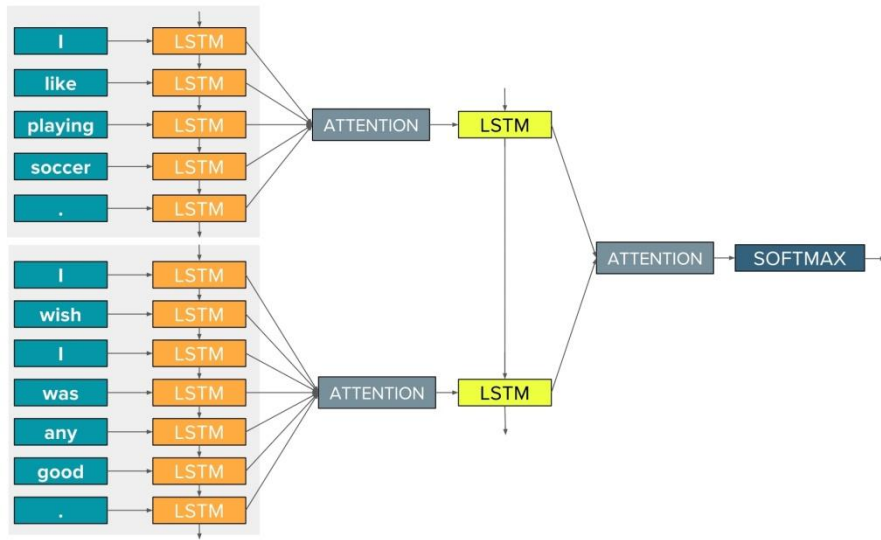 I LSTM
like LSTM
playing LSTM ATTENTION LSTM
soccer LSTM
. LSTM
ATTENTION SOFTMAX
I LSTM
wish LSTM
I LSTM
was LSTM ATTENTION LSTM
any LSTM
good LSTM
. LSTM